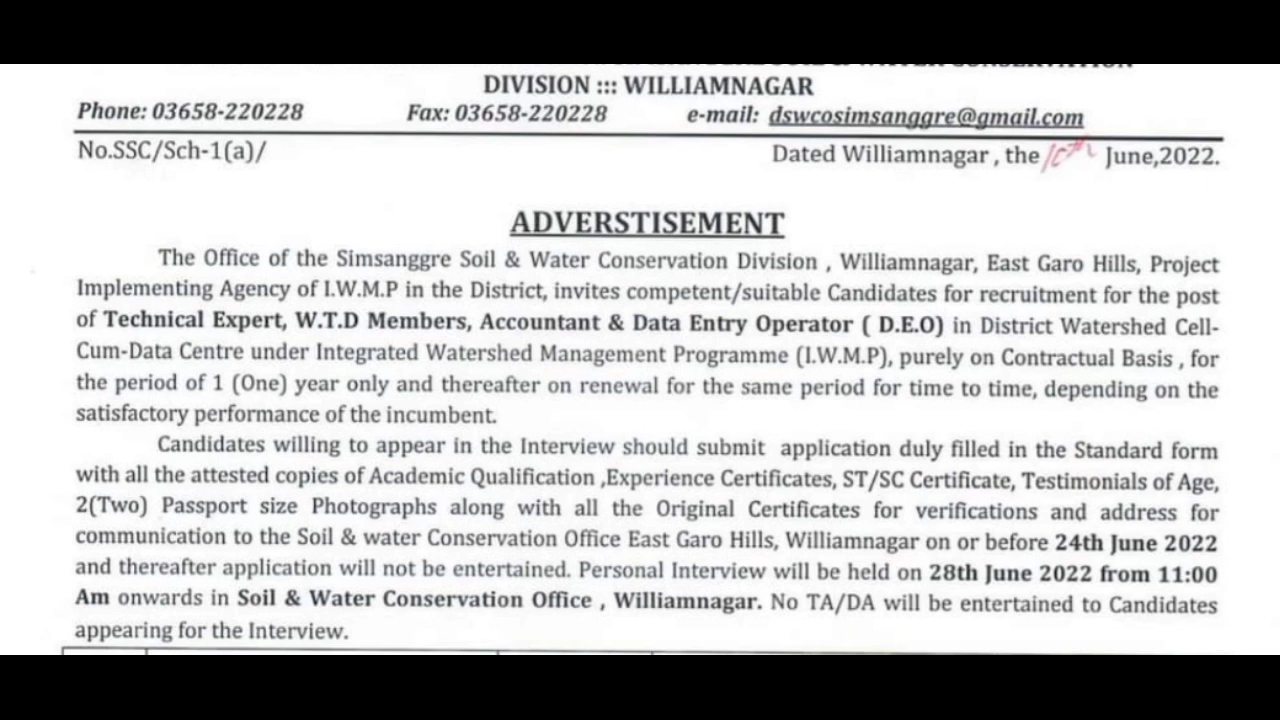 DIVISION ::: WILLIAMNAGAR
Phone: 03658-220228 Fax: 03658-220228 e-mail: dswcosimsanggre@gmail.com
No.SSC/Sch-1(a)/ Dated Williamnagar , the 10th June,2022.
ADVERSTISEMENT
The Office of the Simsanggre Soil & Water Conservation Division , Williamnagar, East Garo Hills, Project
Implementing Agency of I.W.M.P in the District, invites competent/suitable Candidates for recruitment for the post
of Technical Expert, W.T.D Members, Accountant & Data Entry Operator ( D.E.O) in District Watershed Cell-
Cum-Data Centre under Integrated Watershed Management Programme (I.W.M.P), purely on Contractual Basis , for
the period of 1 (One) year only and thereafter on renewal for the same period for time to time, depending on the
satisfactory performance of the incumbent.
Candidates willing to appear in the Interview should submit application duly filled in the Standard form
with all the attested copies of Academic Qualification ,Experience Certificates, ST/SC Certificate, Testimonials of Age,
2(Two) Passport size Photographs along with all the Original Certificates for verifications and address for
communication to the Soil & water Conservation Office East Garo Hills, Williamnagar on or before 24th June 2022
and thereafter application will not be entertained. Personal Interview will be held on 28th June 2022 from 11:00
Am onwards in Soil & Water Conservation Office , Williamnagar. No TA/DA will be entertained to Candidates
appearing for the Interview.